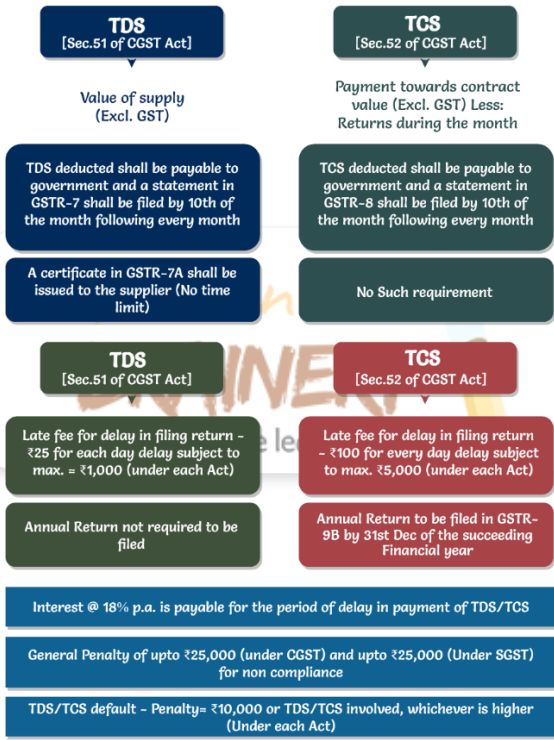 TDS
[Sec.51 of CGST Act]
TCS
[Sec.52 of CGST Act]
Value of supply
(Excl. GST)
Payment towards contract
value (Excl. GST) Less:
Returns during the month
TDS deducted shall be payable to
government and a statement in
GSTR-7 shall be filed by 10th of
the month following every month
TCS deducted shall be payable to
government and a statement in
GSTR-8 shall be filed by 10th of
the month following every month
A certificate in GSTR-7A shall be
issued to the supplier (No time
limit)
No Such requirement
TDS
[Sec.51 of CGST Act]
TCS
[Sec.52 of CGST Act]
Late fee for delay in filing return ~
₹25 for each day delay subject to
max. = ₹1,000 (under each Act)
Late fee for delay in filing return
~ ₹100 for every day delay subject
to max. ₹5,000 (under each Act)
Annual Return not required to be
filed
Annual Return to be filed in GSTR-
9B by 31st Dec of the succeeding
Financial year
Interest @ 18% p.a. is payable for the period of delay in payment of TDS/TCS
General Penalty of upto ₹25,000 (under CGST) and upto ₹25,000 (Under SGST)
for non compliance
TDS/TCS default - Penalty= ₹10,000 or TDS/TCS involved, whichever is higher
(Under each Act)